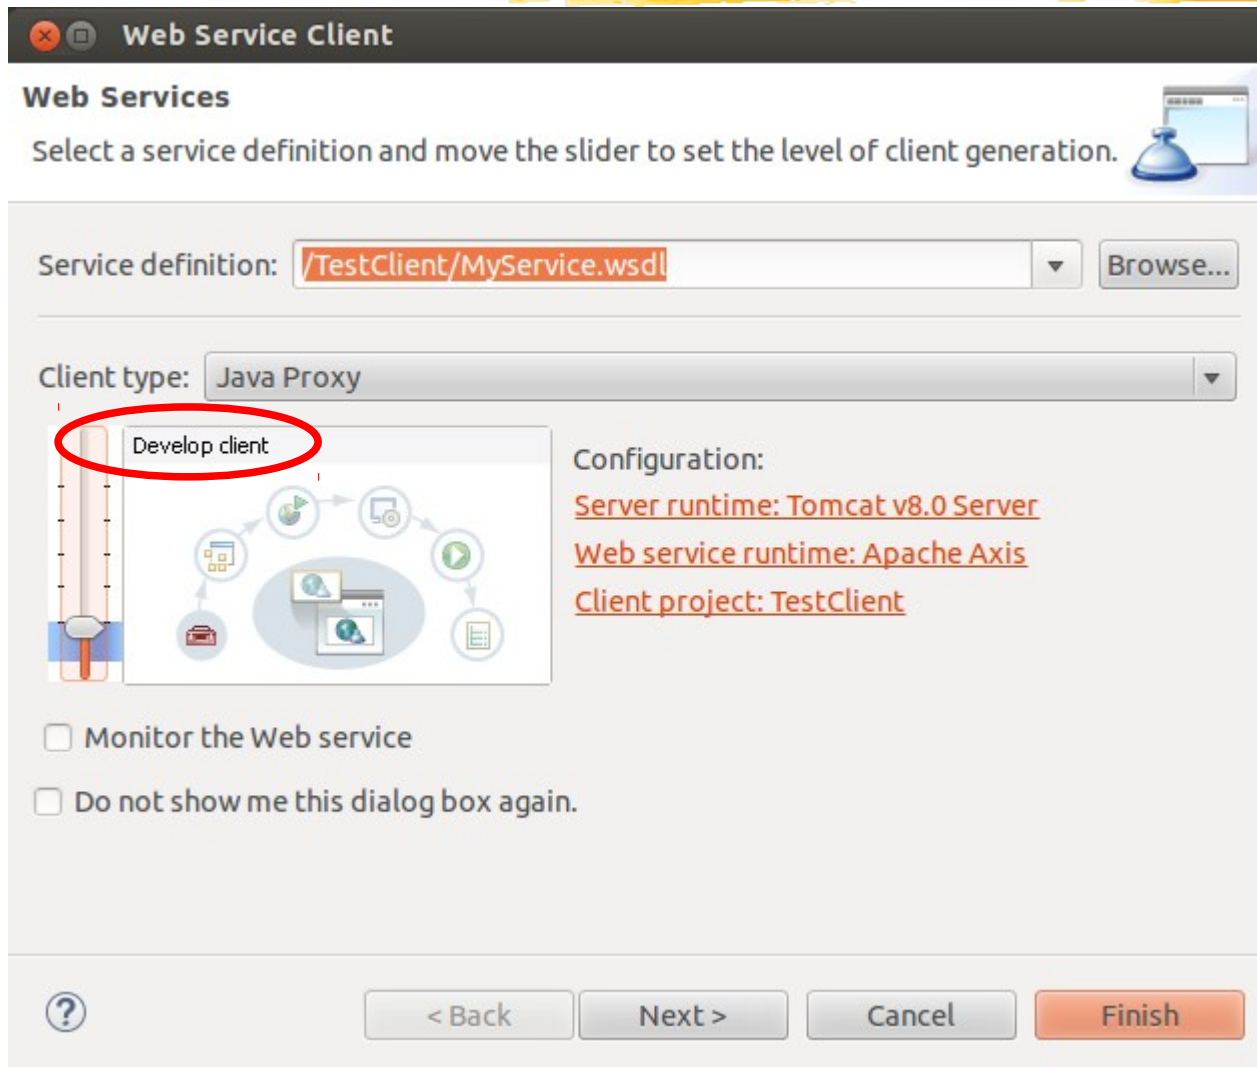 Web Service Client
Web Services
Select a service definition and move the slider to set the level of client generation.
Service definition: /TestClient/MyService.wsdl Browse...
Client type: Java Proxy
Develop client
Configuration:
Server runtime: Tomcat v8.0 Server
Web service runtime: Apache Axis
Client project: TestClient
Monitor the Web service
Do not show me this dialog box again.
? < Back Next > Cancel Finish